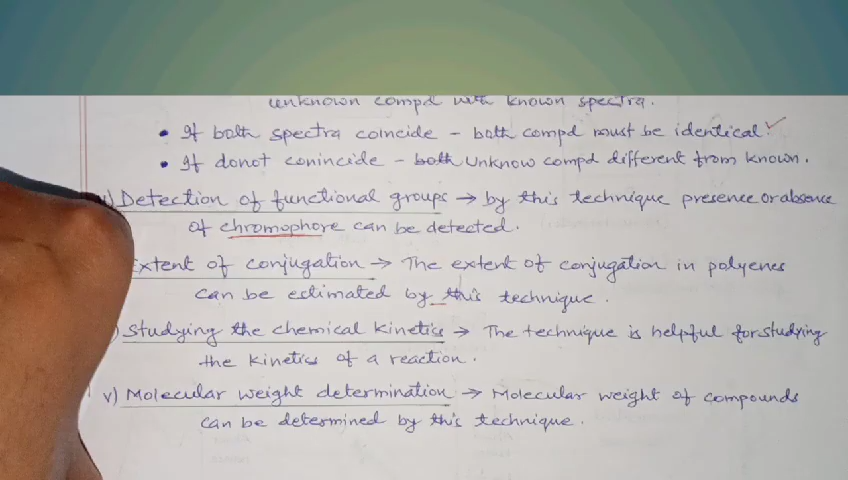 unknown compd with known spectra.
• If both spectra coincide - both compd must be identical. ✓
• If donot conincide - both Unknow compd different from known.
) Detection of functional groups → by this technique presence or absence
of chromophore can be detected.
Extent of conjugation → The extent of conjugation in polyenes
can be estimated by this technique.
) Studying the chemical kinetics → The technique is helpful for studying
the kinetics of a reaction.
v) Molecular weight determination → Molecular weight of compounds
can be determined by this technique.